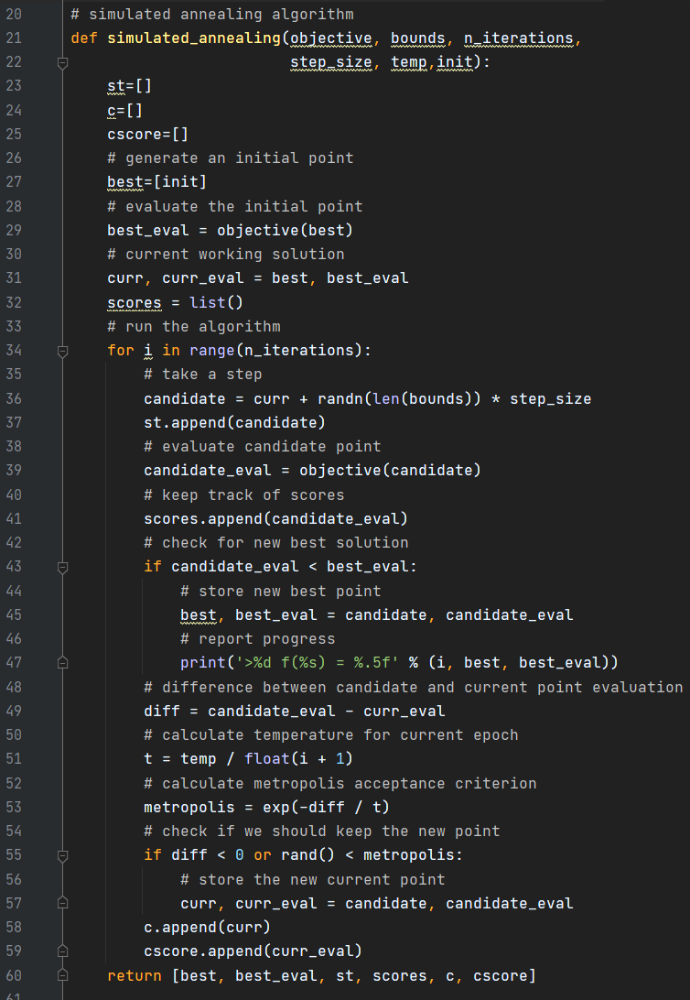 20 # simulated annealing algorithm
21 def simulated_annealing(objective, bounds, n_iterations,
22                         step_size, temp,init):
23     st=[]
24     c=[]
25     cscore=[]
26     # generate an initial point
27     best=[init]
28     # evaluate the initial point
29     best_eval = objective(best)
30     # current working solution
31     curr, curr_eval = best, best_eval
32     scores = list()
33     # run the algorithm
34     for i in range(n_iterations):
35         # take a step
36         candidate = curr + randn(len(bounds)) * step_size
37         st.append(candidate)
38         # evaluate candidate point
39         candidate_eval = objective(candidate)
40         # keep track of scores
41         scores.append(candidate_eval)
42         # check for new best solution
43         if candidate_eval < best_eval:
44             # store new best point
45             best, best_eval = candidate, candidate_eval
46             # report progress
47             print('>%d f(%s) = %.5f' % (i, best, best_eval))
48         # difference between candidate and current point evaluation
49         diff = candidate_eval - curr_eval
50         # calculate temperature for current epoch
51         t = temp / float(i + 1)
52         # calculate metropolis acceptance criterion
53         metropolis = exp(-diff / t)
54         # check if we should keep the new point
55         if diff < 0 or rand() < metropolis:
56             # store the new current point
57             curr, curr_eval = candidate, candidate_eval
58         c.append(curr)
59         cscore.append(curr_eval)
60     return [best, best_eval, st, scores, c, cscore]
61